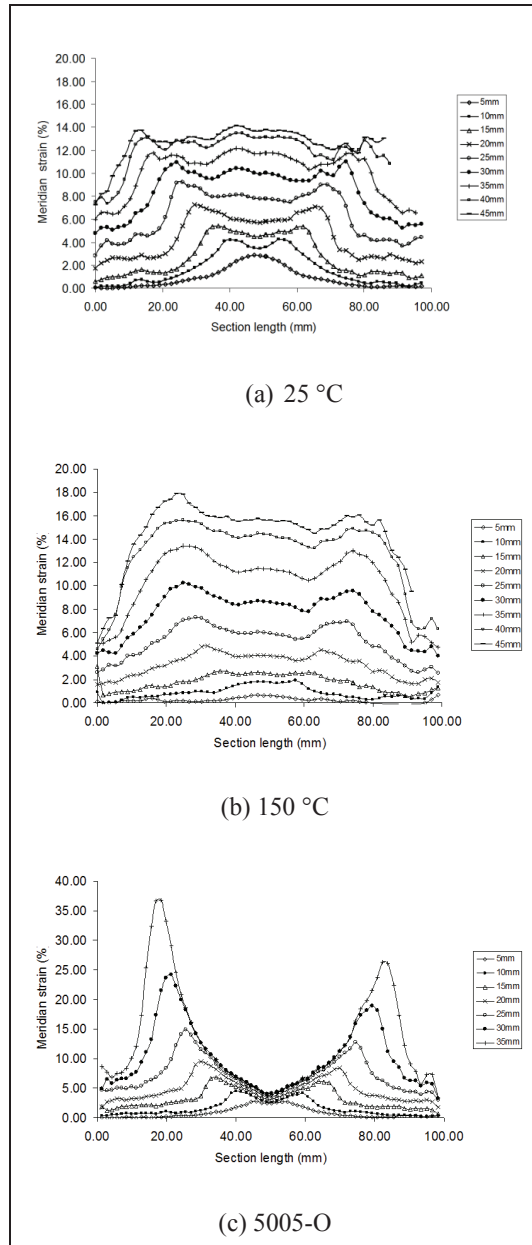 20.00
18.00
16.00
14.00
12.00
10.00
8.00
6.00
4.00
2.00
0.00
Meridian strain (%)
0.00 20.00 40.00 60.00 80.00 100.00
Section length (mm)
5mm
10mm
15mm
20mm
25mm
30mm
35mm
40mm
45mm
(a) 25 °C
20.00
18.00
16.00
14.00
12.00
10.00
8.00
6.00
4.00
2.00
0.00
Meridian strain (%
0.00 20.00 40.00 60.00 80.00 100.00
Section length (mm)
5mm
10mm
15mm
20mm
25mm
30mm
35mm
40mm
45mm
(b) 150 °C
40.00
35.00
30.00
25.00
20.00
15.00
10.00
5.00
0.00
Meridian strain (%
0.00 20.00 40.00 60.00 80.00 100.00
Section length (mm)
5mm
10mm
15mm
20mm
25mm
30mm
35mm
(c) 5005-O